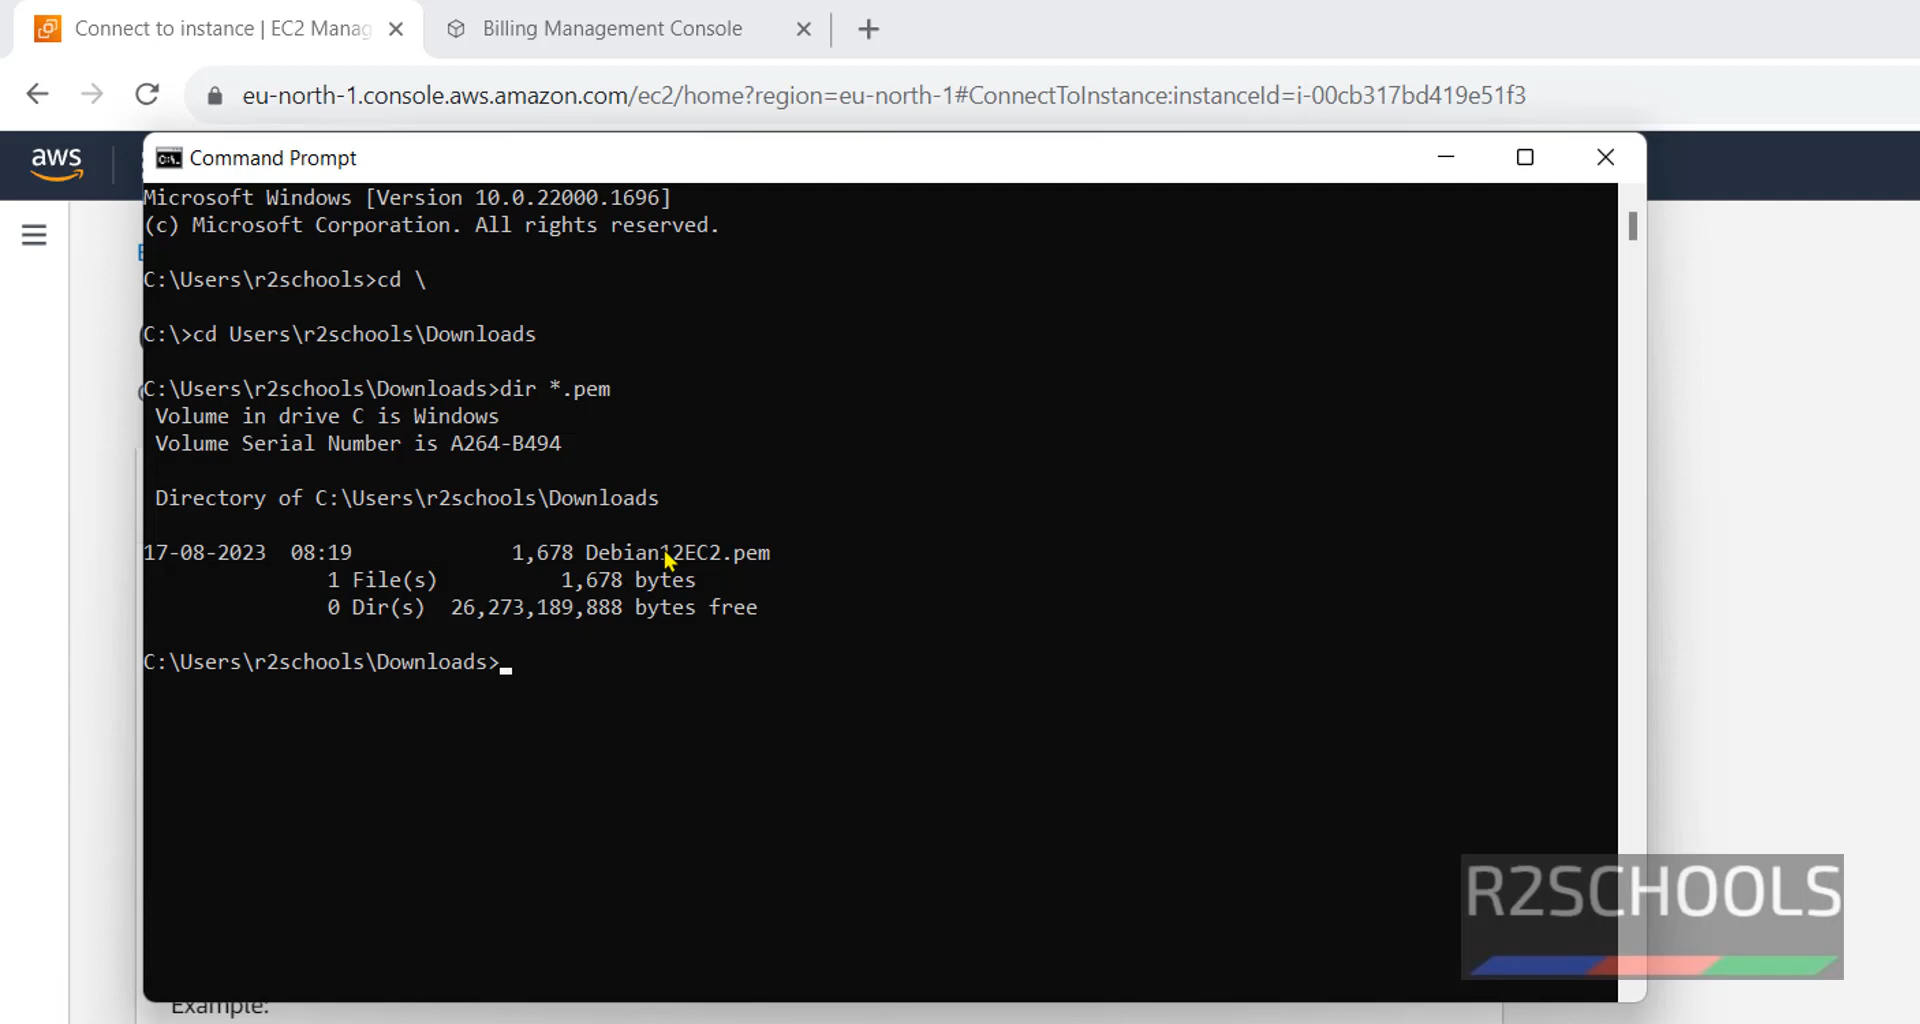 Connect to instance | EC2 Manag
Billing Management Console
eu-north-1.console.aws.amazon.com/ec2/home?region=eu-north-1#ConnectToInstance:instanceId=i-00cb317bd419e51f3
aws
Command Prompt
Microsoft Windows [Version 10.0.22000.1696]
(c) Microsoft Corporation. All rights reserved.
C:\Users\r2schools>cd \
C:\>cd Users\r2schools\Downloads
C:\Users\r2schools\Downloads>dir *.pem
Volume in drive C is Windows
Volume Serial Number is A264-B494
Directory of C:\Users\r2schools\Downloads
17-08-2023 08:19 1,678 Debian12EC2.pem
1 File(s) 1,678 bytes
0 Dir(s) 26,273,189,888 bytes free
C:\Users\r2schools\Downloads>
R2SCHOOLS
Example: